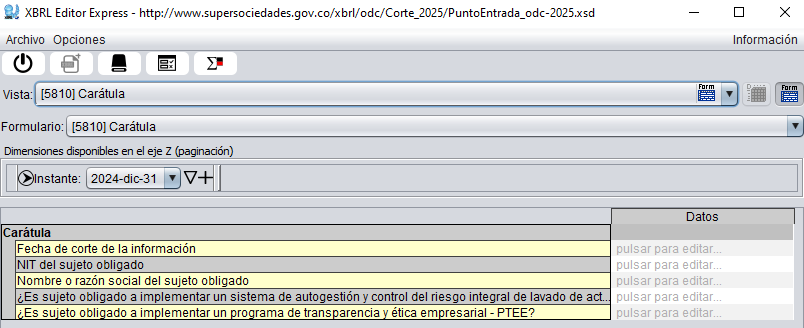 XBRL Editor Express - http://www.supersociedades.gov.co/xbrl/odc/Corte_2025/PuntoEntrada_odc-2025.xsd
Archivo Opciones Información
Vista: [5810] Carátula Form
Formulario: [5810] Carátula
Dimensiones disponibles en el eje Z (paginación)
Instante: 2024-dic-31
Datos
Carátula
Fecha de corte de la información pulsar para editar...
NIT del sujeto obligado pulsar para editar...
Nombre o razón social del sujeto obligado pulsar para editar...
¿Es sujeto obligado a implementar un sistema de autogestión y control del riesgo integral de lavado de act... pulsar para editar...
¿Es sujeto obligado a implementar un programa de transparencia y ética empresarial - PTEE? pulsar para editar...